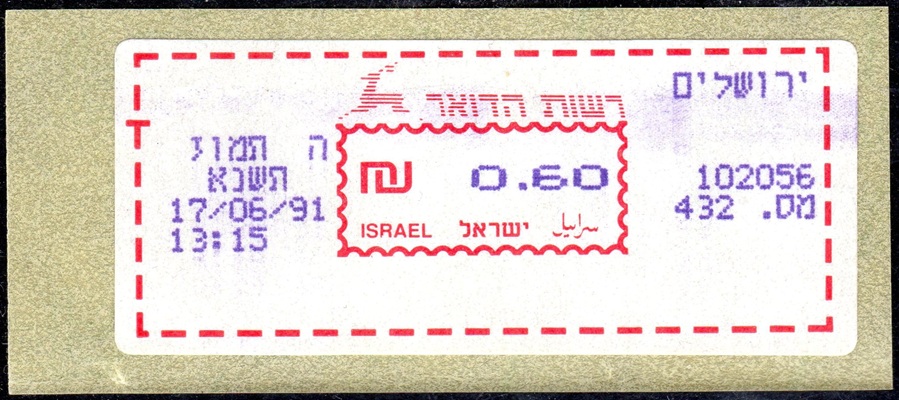 ירושלים
רשות הדואר
ה תמוז
תשנא
17/06/91
13:15
₪ 0.60
ISRAEL ישראל اسرائيل
102056
מס. 432